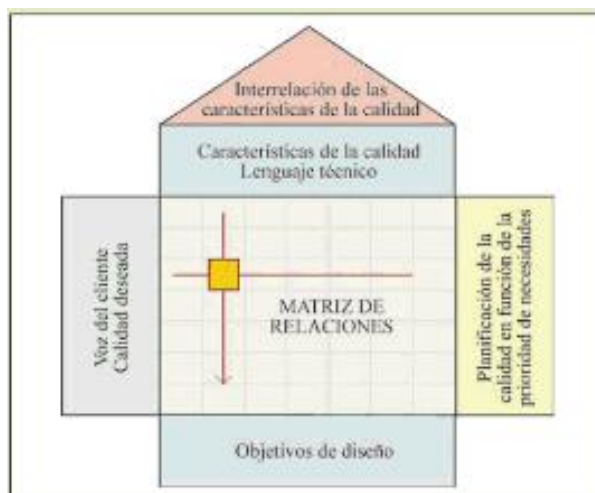 Interrelación de las
características de la calidad
Características de la calidad
Lenguaje técnico
Voz del cliente
Calidad deseada
MATRIZ DE
RELACIONES
Planificación de la
calidad en función de la
prioridad de necesidades
Objetivos de diseño